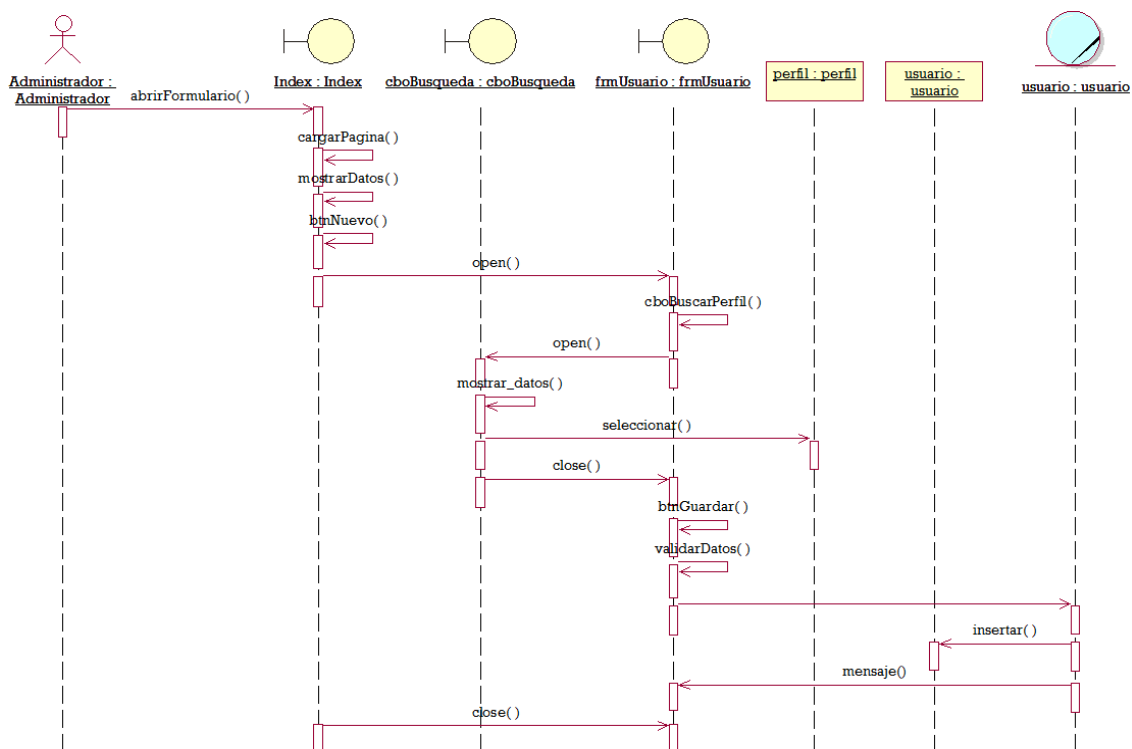 Administrador :
Administrador
Index : Index
cboBusqueda : cboBusqueda
frmUsuario : frmUsuario
perfil : perfil
usuario :
usuario
usuario : usuario
abrirFormulario( )
cargarPagina( )
mostrarDatos( )
btnNuevo( )
open( )
cboBuscarPerfil( )
open( )
mostrar_datos( )
seleccionar( )
close( )
btnGuardar( )
validarDatos( )
insertar( )
mensaje()
close( )